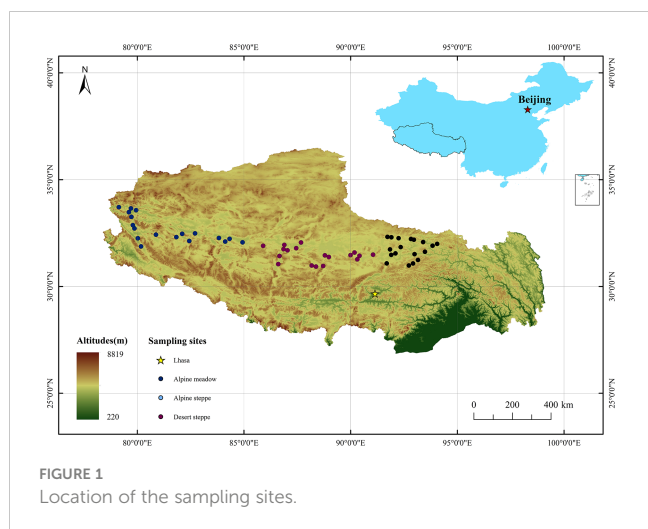 80°0'0"E 85°0'0"E 90°0'0"E 95°0'0"E 100°0'0"E
40°0'0"N 40°0'0"N
N
Beijing
35°0'0"N 35°0'0"N
30°0'0"N 30°0'0"N
Altitudes(m) Sampling sites
8819
Lhasa
Alpine meadow
Alpine steppe
220
Desert steppe
25°0'0"N 25°0'0"N
0 200 400 km
80°0'0"E 85°0'0"E 90°0'0"E 95°0'0"E 100°0'0"E
FIGURE 1
Location of the sampling sites.